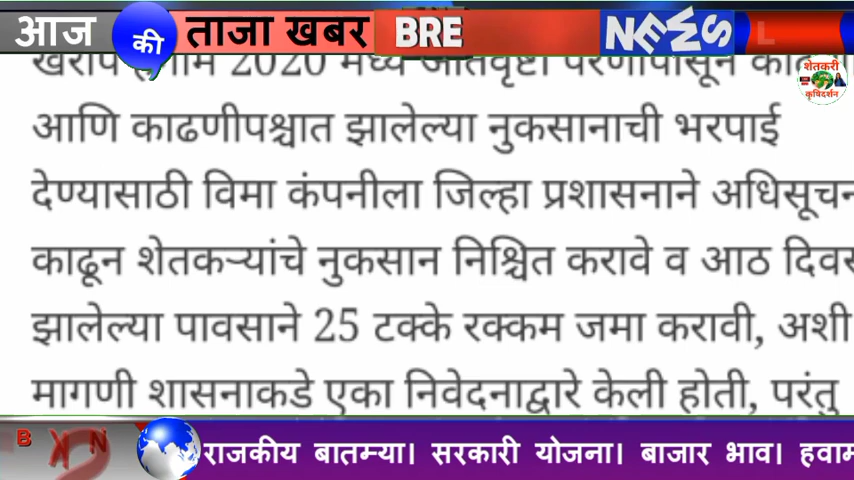 आज की ताजा खबर BRE NEWS L
शेतकरी
कृषिदर्शन
2020 मध्ये
आणि काढणीपश्चात झालेल्या नुकसानाची भरपाई
देण्यासाठी विमा कंपनीला जिल्हा प्रशासनाने अधिसूचन
काढून शेतकऱ्यांचे नुकसान निश्चित करावे व आठ दिवस
झालेल्या पावसाने 25 टक्के रक्कम जमा करावी, अशी
मागणी शासनाकडे एका निवेदनाद्वारे केली होती, परंतु
राजकीय बातम्या। सरकारी योजना। बाजार भाव। हवाम